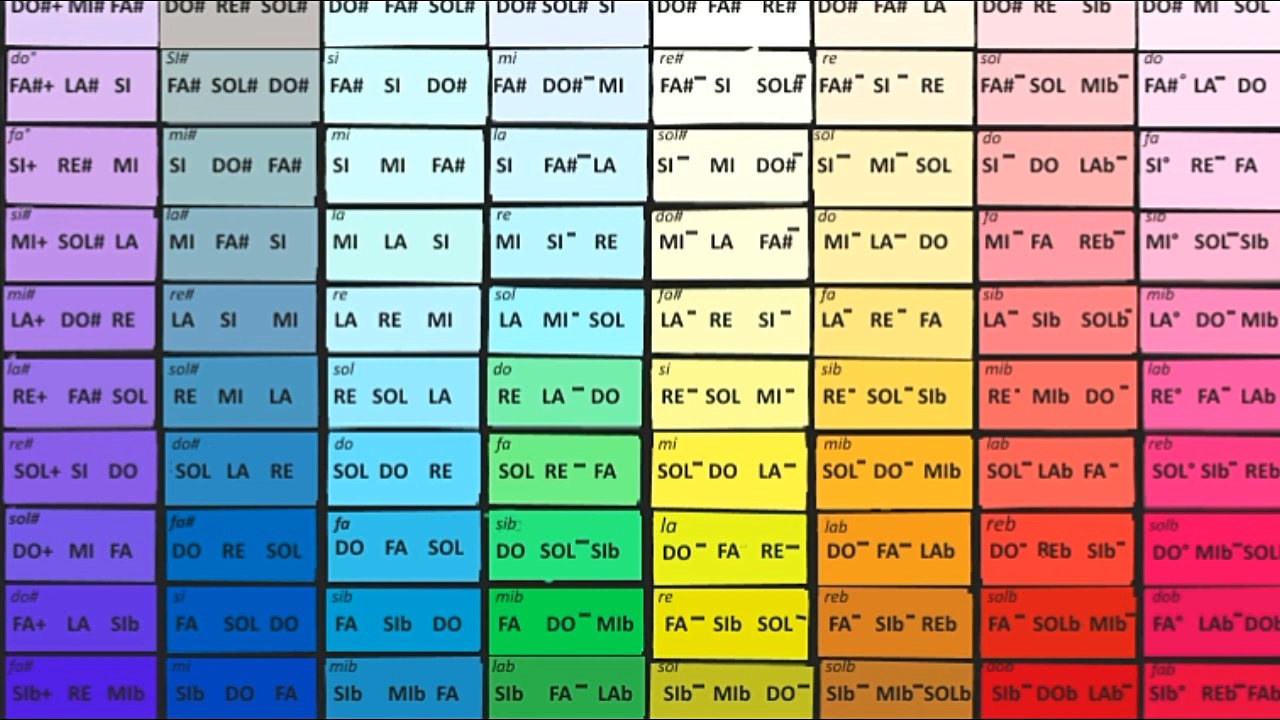 DO#+ MI# FA# DO# RE# SOL# DO# FA# SOL# DO# SOL# SI DO# FA# RE# DO# FA# LA DO# RE SIb DO# MI SOL
do° SI# si mi re# re sol do
FA#+ LA# SI FA# SOL# DO# FA# SI DO# FA# DO#⁻ MI FA#⁻ SI SOL#⁻ FA#⁻ SI⁻ RE FA#⁻ SOL MIb⁻ FA#° LA⁻ DO
fa° mi# mi la sol# sol do fa
SI+ RE# MI SI DO# FA# SI MI FA# SI FA#⁻ LA SI⁻ MI DO#⁻ SI⁻ MI⁻ SOL SI⁻ DO LAb⁻ SI° RE⁻ FA
si# la# la re do# do fa sib
MI+ SOL# LA MI FA# SI MI LA SI MI SI⁻ RE MI⁻ LA FA#⁻ MI⁻ LA⁻ DO MI⁻ FA REb⁻ MI° SOL⁻ SIb
mi# re# re sol fa# fa sib mib
LA+ DO# RE LA SI MI LA RE MI LA MI⁻ SOL LA⁻ RE SI⁻ LA⁻ RE⁻ FA LA⁻ SIb SOLb⁻ LA° DO⁻ MIb
la# sol# sol do si sib mib lab
RE+ FA# SOL RE MI LA RE SOL LA RE LA⁻ DO RE⁻ SOL MI⁻ RE⁻ SOL⁻ SIb RE⁻ MIb DO⁻ RE° FA⁻ LAb
re# do# do fa mi mib lab reb
SOL+ SI DO SOL LA RE SOL DO RE SOL RE⁻ FA SOL⁻ DO LA⁻ SOL⁻ DO⁻ MIb SOL⁻ LAb FA⁻ SOL° SIb⁻ REb
sol# fa# fa sib la lab reb solb
DO+ MI FA DO RE SOL DO FA SOL DO SOL⁻ SIb DO⁻ FA RE⁻ DO⁻ FA⁻ LAb DO⁻ REb SIb⁻ DO° MIb⁻ SOL
do# si sib mib re reb solb dob
FA+ LA SIb FA SOL DO FA SIb DO FA DO⁻ MIb FA⁻ SIb SOL⁻ FA⁻ SIb⁻ REb FA⁻ SOLb MIb⁻ FA° LAb⁻ DOb
fa# mi mib lab sol solb dob fab
SIb+ RE MIb SIb DO FA SIb MIb FA SIb FA⁻ LAb SIb⁻ MIb DO⁻ SIb⁻ MIb⁻ SOLb SIb⁻ DOb LAb⁻ SIb° REb⁻ FAb